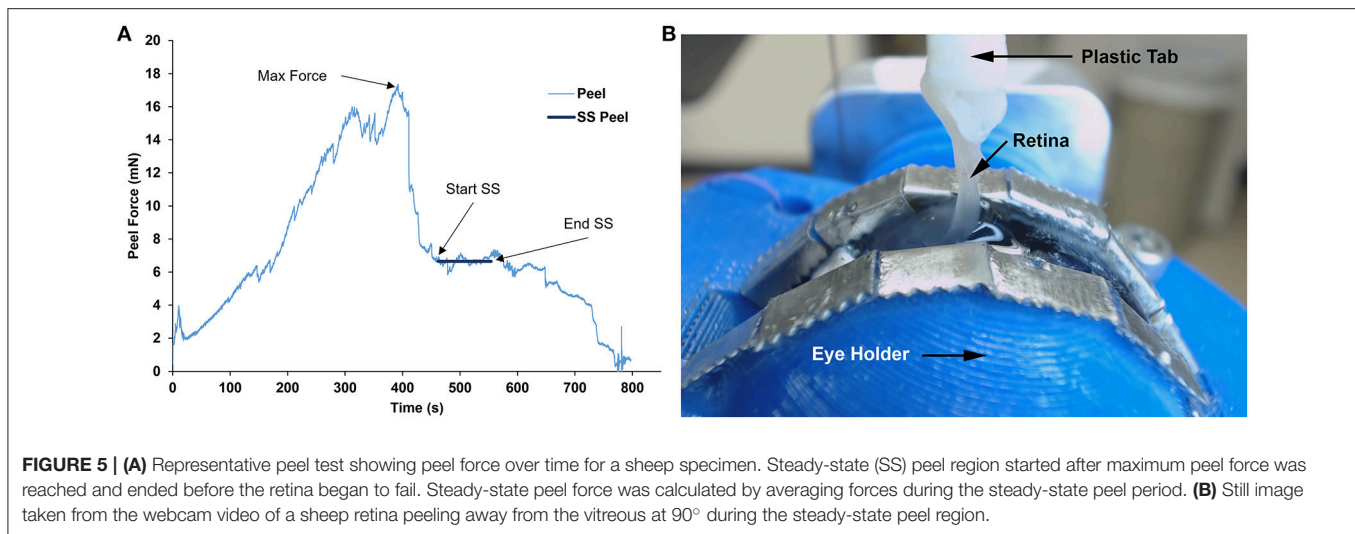 A
20
18
16
14
12
10
8
6
4
2
0
Peel Force (mN)
0 100 200 300 400 500 600 700 800
Time (s)
Max Force
Start SS
End SS
Peel
SS Peel
B
Plastic Tab
Retina
Eye Holder
FIGURE 5 | (A) Representative peel test showing peel force over time for a sheep specimen. Steady-state (SS) peel region started after maximum peel force was
reached and ended before the retina began to fail. Steady-state peel force was calculated by averaging forces during the steady-state peel period. (B) Still image
taken from the webcam video of a sheep retina peeling away from the vitreous at 90° during the steady-state peel region.